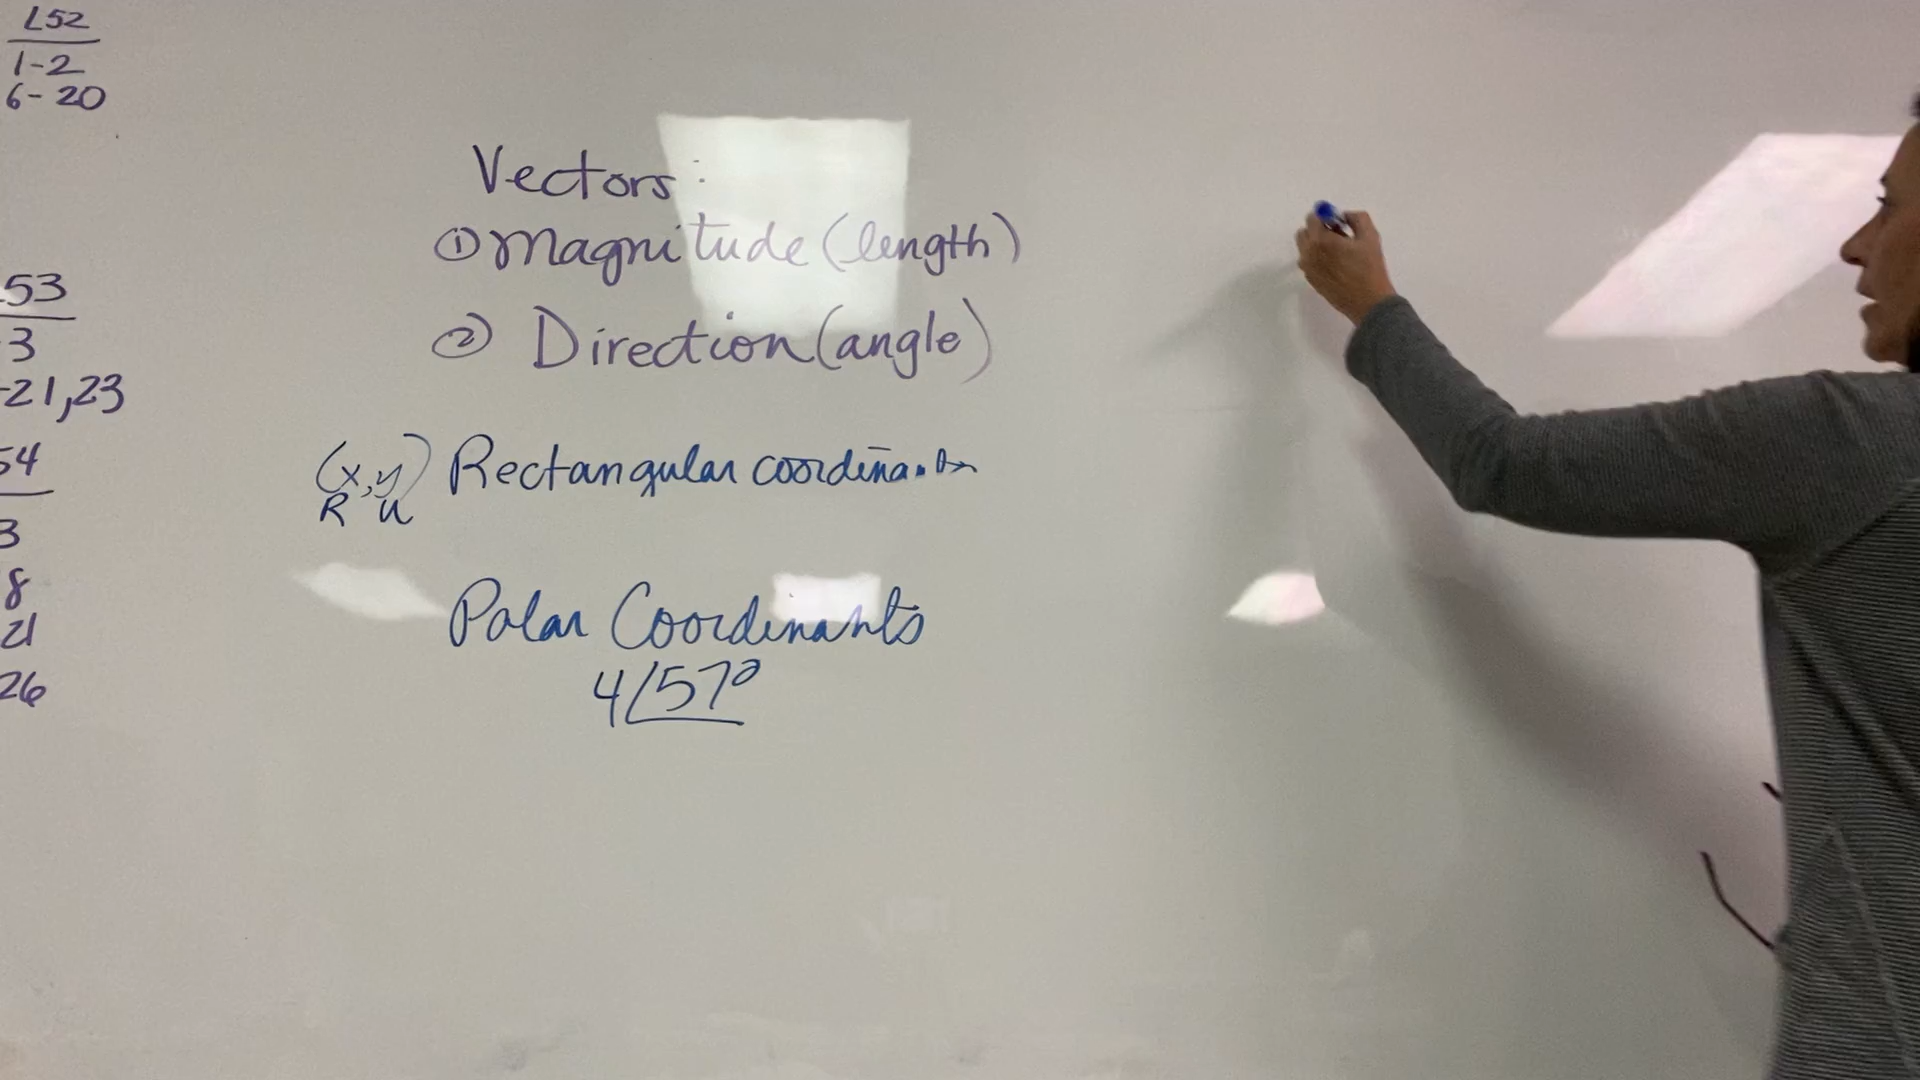 L52
1-2
6-20
53
3
-21,23
54
3
8
21
26
Vectors:
① Magnitude (length)
② Direction (angle)
(x,y) Rectangular
R u
Polar Coordinants
4∠57°